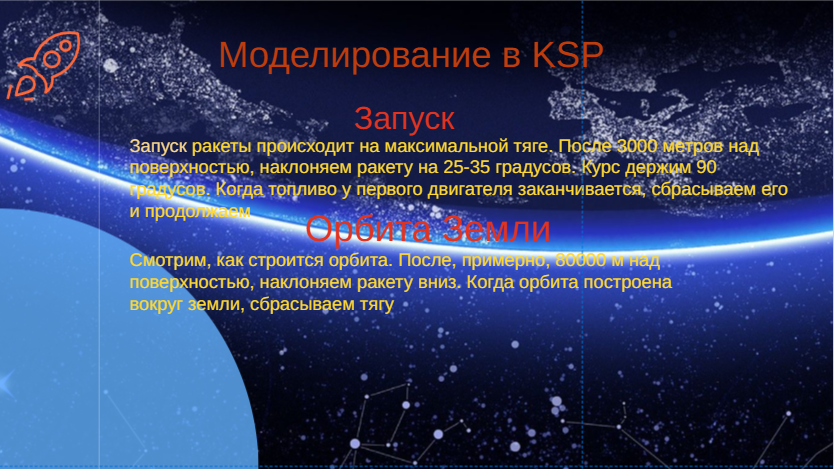 Моделирование в KSP
Запуск
Запуск ракеты происходит на максимальной тяге. После 3000 метров над
поверхностью, наклоняем ракету на 25-35 градусов. Курс держим 90
градусов. Когда топливо у первого двигателя заканчивается, сбрасываем его
и продолжаем
Орбита Земли
Смотрим, как строится орбита. После, примерно, 80000 м над
поверхностью, наклоняем ракету вниз. Когда орбита построена
вокруг земли, сбрасываем тягу